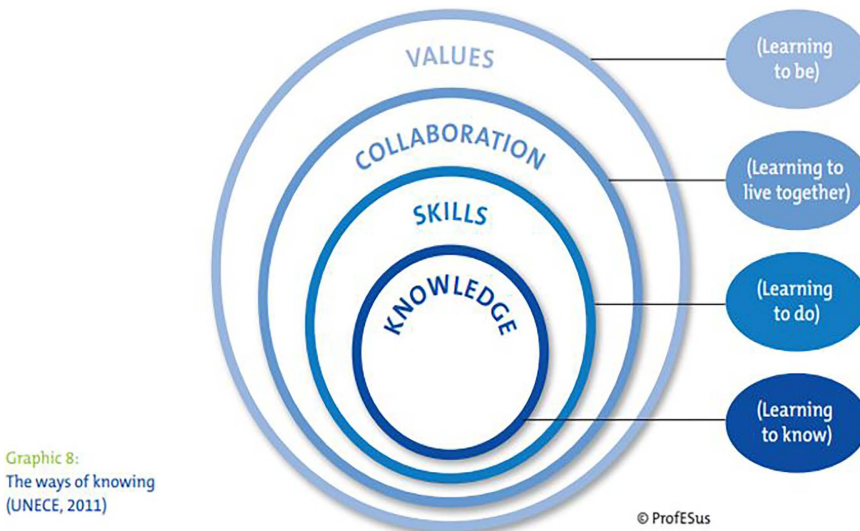 VALUES
(Learning
to be)
COLLABORATION
(Learning to
live together)
SKILLS
(Learning
to do)
KNOWLEDGE
(Learning
to know)
Graphic 8:
The ways of knowing
(UNECE, 2011)
© ProfESus